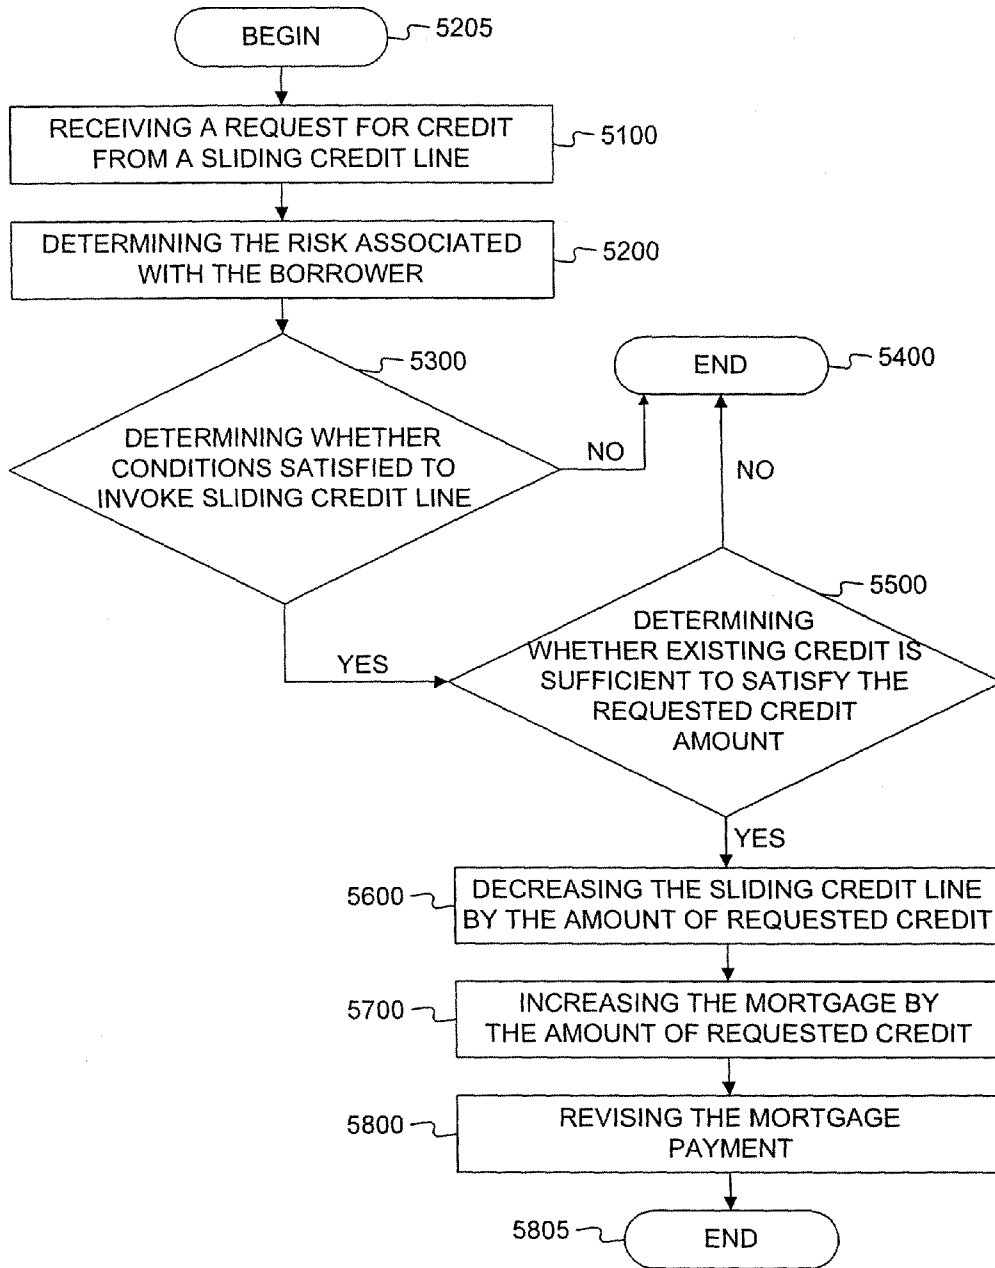 BEGIN
5205
RECEIVING A REQUEST FOR CREDIT
FROM A SLIDING CREDIT LINE
5100
DETERMINING THE RISK ASSOCIATED
WITH THE BORROWER
5200
5300
DETERMINING WHETHER
CONDITIONS SATISFIED TO
INVOKE SLIDING CREDIT LINE
NO
YES
END
5400
NO
5500
DETERMINING
WHETHER EXISTING CREDIT IS
SUFFICIENT TO SATISFY THE
REQUESTED CREDIT
AMOUNT
YES
5600
DECREASING THE SLIDING CREDIT LINE
BY THE AMOUNT OF REQUESTED CREDIT
5700
INCREASING THE MORTGAGE BY
THE AMOUNT OF REQUESTED CREDIT
5800
REVISING THE MORTGAGE
PAYMENT
5805
END